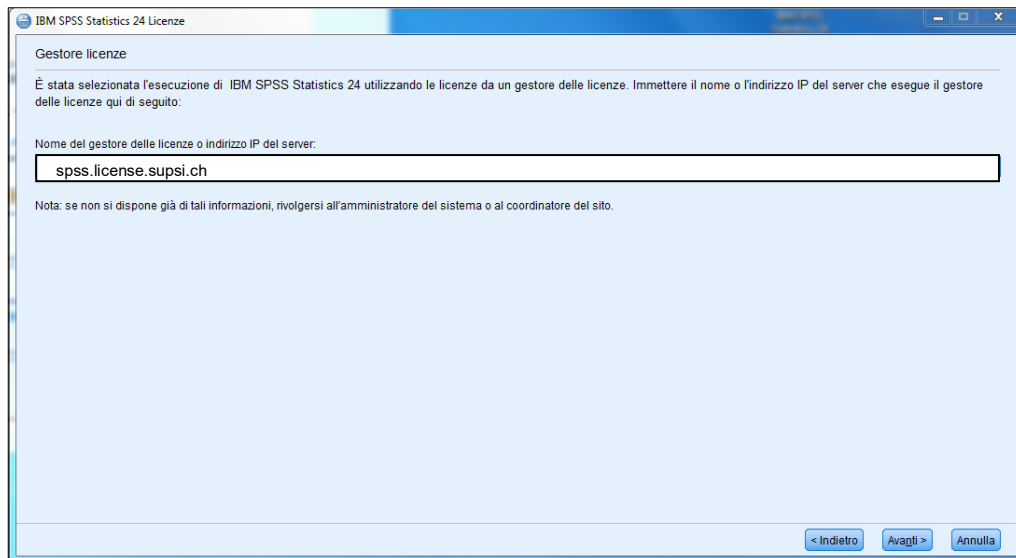 IBM SPSS Statistics 24 Licenze
Gestore licenze
È stata selezionata l'esecuzione di IBM SPSS Statistics 24 utilizzando le licenze da un gestore delle licenze. Immettere il nome o l'indirizzo IP del server che esegue il gestore
delle licenze qui di seguito:
Nome del gestore delle licenze o indirizzo IP del server:
spss.license.supsi.ch
Nota: se non si dispone già di tali informazioni, rivolgersi all'amministratore del sistema o al coordinatore del sito.
< Indietro Avanti > Annulla